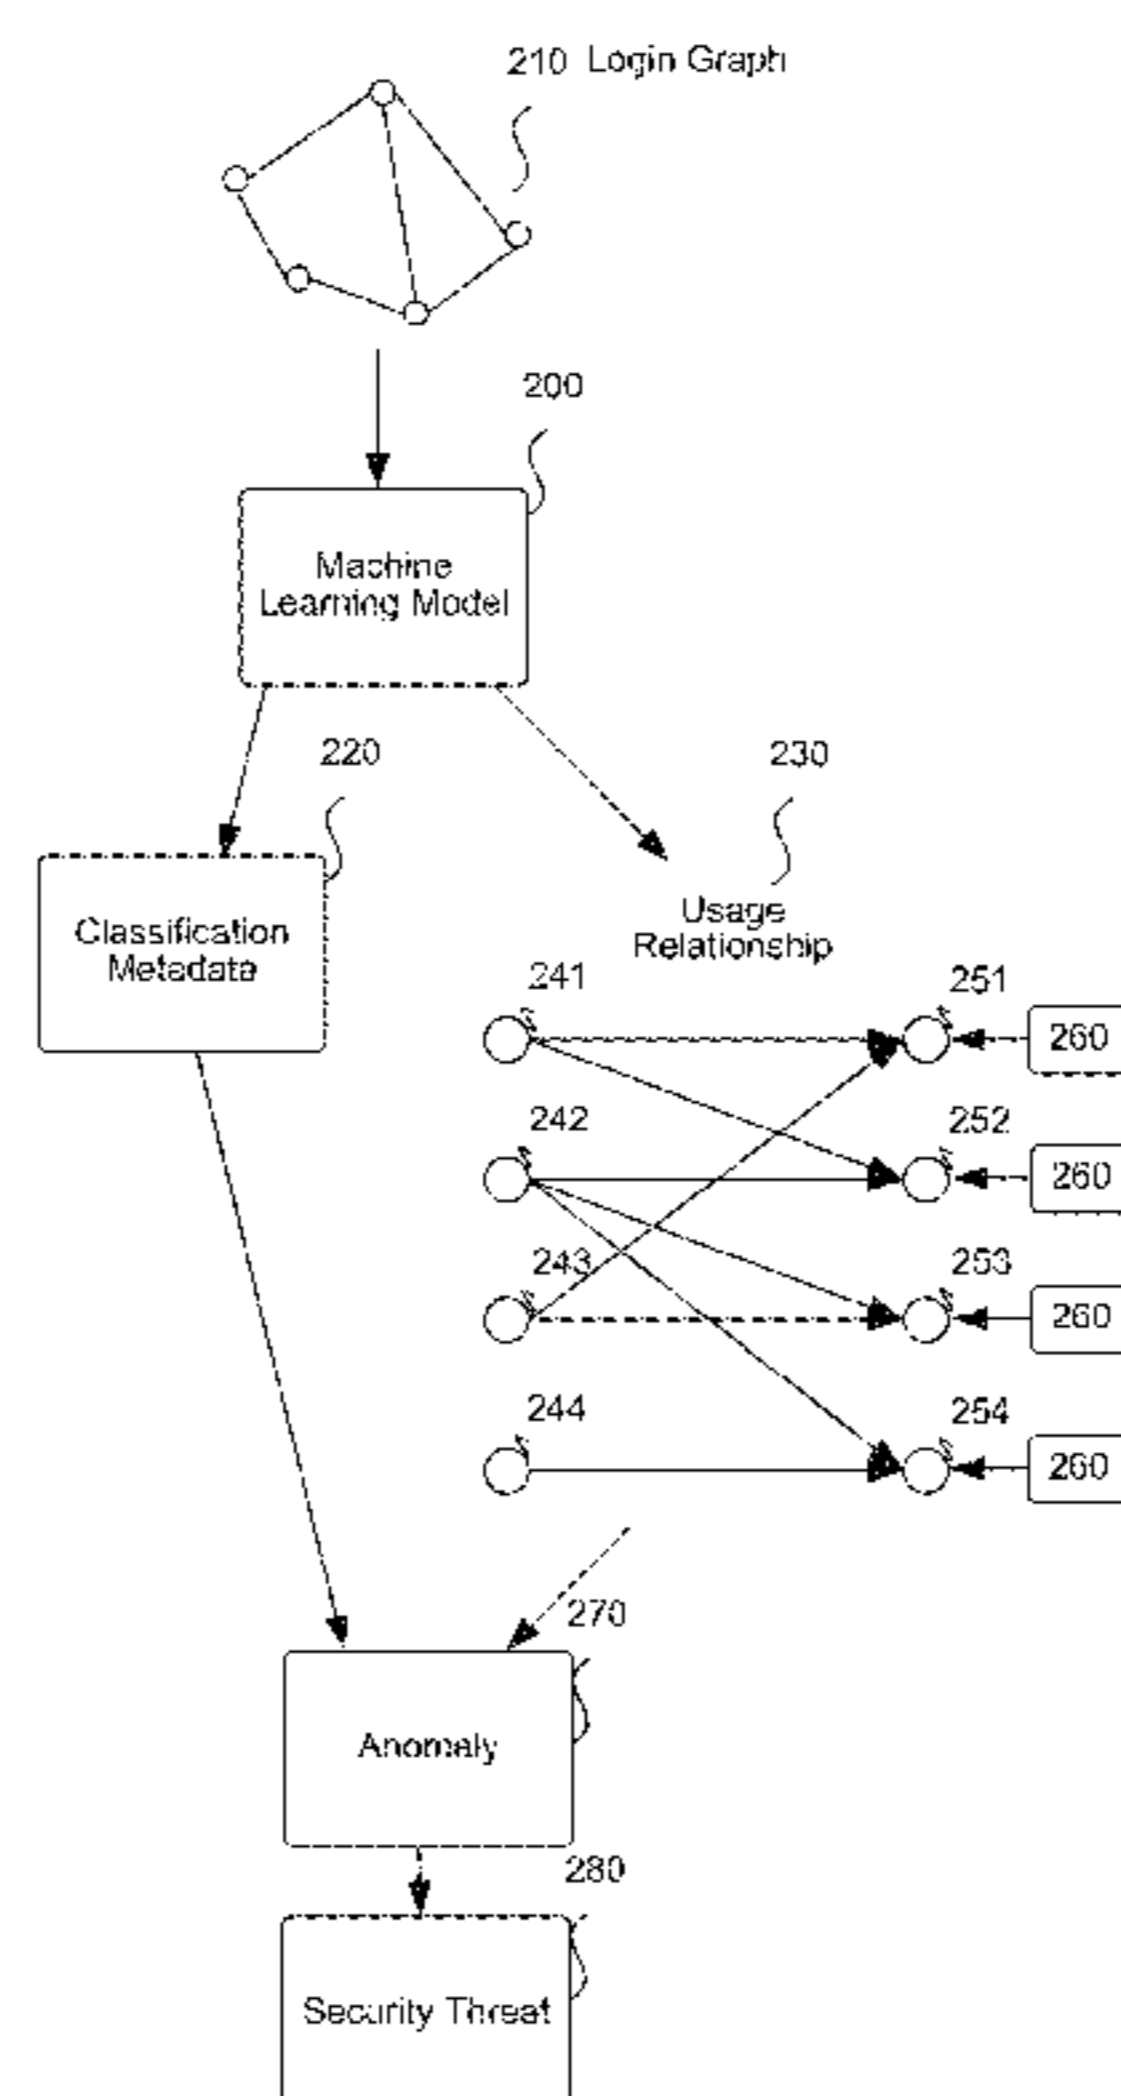 210 Login Graph
200
Machine
Learning Model
220
230
Classification
Metadata
Usage
Relationship
241
251
260
242
252
260
243
253
260
244
254
260
270
Anomaly
280
Security Threat